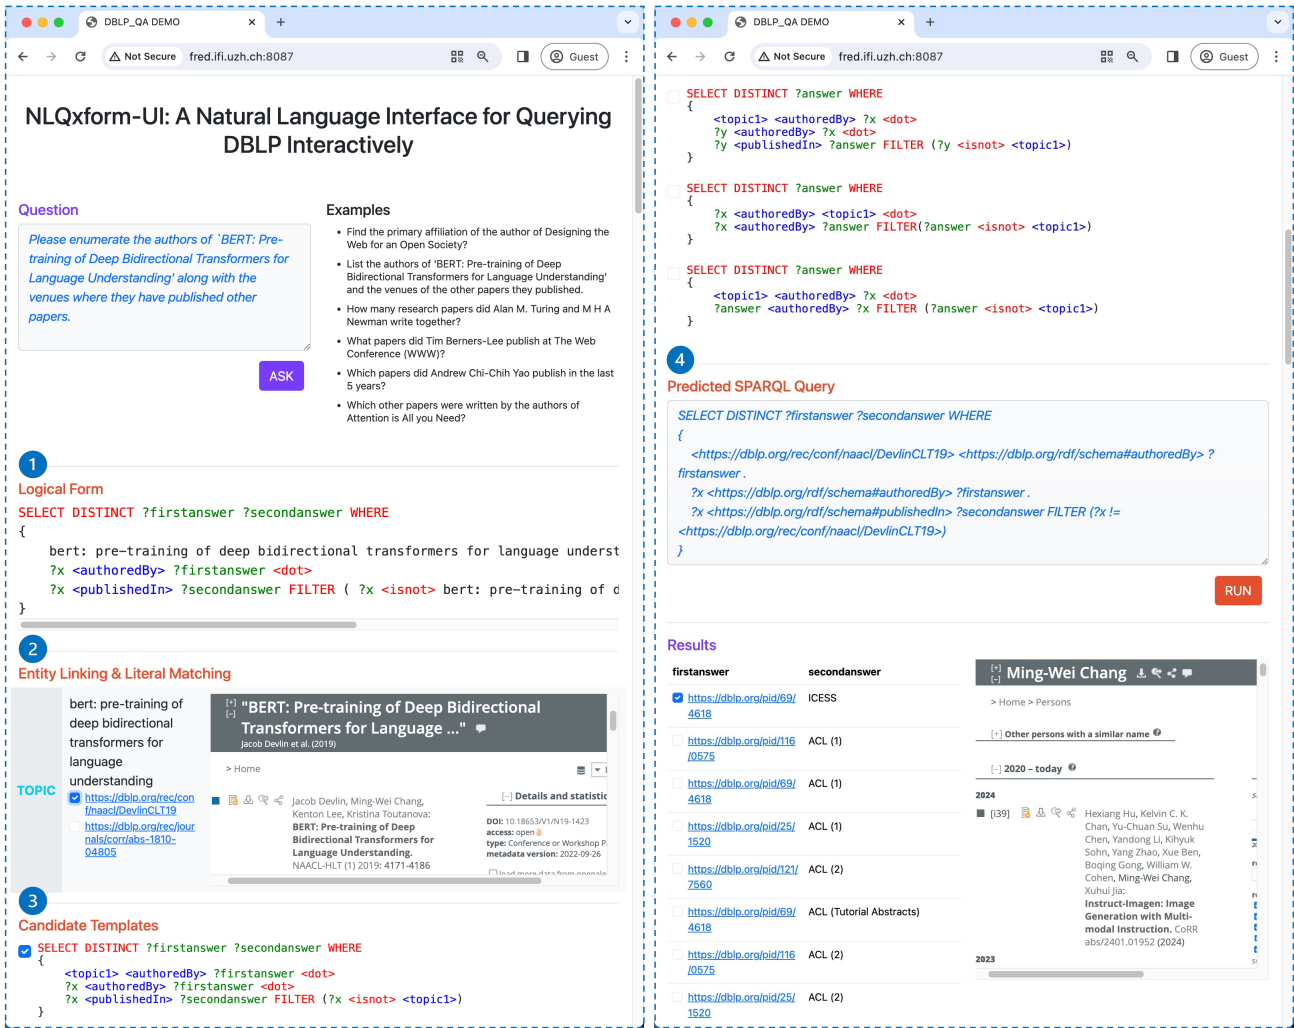 DBLP_QA DEMO
Not Secure fred.ifi.uzh.ch:8087 Guest
NLQxform-UI: A Natural Language Interface for Querying
DBLP Interactively
Question
Please enumerate the authors of `BERT: Pre-
training of Deep Bidirectional Transformers for
Language Understanding' along with the
venues where they have published other
papers.
ASK
Examples
• Find the primary affiliation of the author of Designing the
Web for an Open Society?
• List the authors of 'BERT: Pre-training of Deep
Bidirectional Transformers for Language Understanding'
and the venues of the other papers they published.
• How many research papers did Alan M. Turing and M H A
Newman write together?
• What papers did Tim Berners-Lee publish at The Web
Conference (WWW)?
• Which papers did Andrew Chi-Chih Yao publish in the last
5 years?
• Which other papers were written by the authors of
Attention is All you Need?
1
Logical Form
SELECT DISTINCT ?firstanswer ?secondanswer WHERE
{
bert: pre-training of deep bidirectional transformers for language underst
?x <authoredBy> ?firstanswer <dot>
?x <publishedIn> ?secondanswer FILTER ( ?x <isnot> bert: pre-training of d
}
2
Entity Linking & Literal Matching
TOPIC
bert: pre-training of
deep bidirectional
transformers for
language
understanding
https://dblp.org/rec/con
f/naacl/DevlinCLT19
https://dblp.org/rec/jour
nals/corr/abs-1810-
04805
[+]
[–]
"BERT: Pre-training of Deep Bidirectional
Transformers for Language ..."
Jacob Devlin et al. (2019)
> Home
Jacob Devlin, Ming-Wei Chang,
Kenton Lee, Kristina Toutanova:
BERT: Pre-training of Deep
Bidirectional Transformers for
Language Understanding.
NAACL-HLT (1) 2019: 4171-4186
[–] Details and statistic
DOI: 10.18653/V1/N19-1423
access: open
type: Conference or Workshop P
metadata version: 2022-09-26
load more data from openale
3
Candidate Templates
SELECT DISTINCT ?firstanswer ?secondanswer WHERE
{
<topic1> <authoredBy> ?firstanswer <dot>
?x <authoredBy> ?firstanswer <dot>
?x <publishedIn> ?secondanswer FILTER (?x <isnot> <topic1>)
}
DBLP_QA DEMO
Not Secure fred.ifi.uzh.ch:8087 Guest
SELECT DISTINCT ?answer WHERE
{
<topic1> <authoredBy> ?x <dot>
?y <authoredBy> ?x <dot>
?y <publishedIn> ?answer FILTER (?y <isnot> <topic1>)
}
SELECT DISTINCT ?answer WHERE
{
?x <authoredBy> <topic1> <dot>
?x <authoredBy> ?answer FILTER(?answer <isnot> <topic1>)
}
SELECT DISTINCT ?answer WHERE
{
<topic1> <authoredBy> ?x <dot>
?answer <authoredBy> ?x FILTER (?answer <isnot> <topic1>)
}
4
Predicted SPARQL Query
SELECT DISTINCT ?firstanswer ?secondanswer WHERE
{
<https://dblp.org/rec/conf/naacl/DevlinCLT19> <https://dblp.org/rdf/schema#authoredBy> ?
firstanswer .
?x <https://dblp.org/rdf/schema#authoredBy> ?firstanswer .
?x <https://dblp.org/rdf/schema#publishedIn> ?secondanswer FILTER (?x !=
<https://dblp.org/rec/conf/naacl/DevlinCLT19>)
}
RUN
Results
firstanswer secondanswer
https://dblp.org/pid/69/ ICESS
4618
https://dblp.org/pid/116 ACL (1)
/0575
https://dblp.org/pid/69/ ACL (1)
4618
https://dblp.org/pid/25/ ACL (1)
1520
https://dblp.org/pid/121/ ACL (2)
7560
https://dblp.org/pid/69/ ACL (Tutorial Abstracts)
4618
https://dblp.org/pid/116 ACL (2)
/0575
https://dblp.org/pid/25/ ACL (2)
1520
[+]
[–]
Ming-Wei Chang
> Home > Persons
[+] Other persons with a similar name
[–] 2020 – today
2024
[i39]
Hexiang Hu, Kelvin C. K.
Chan, Yu-Chuan Su, Wenhu
Chen, Yandong Li, Kihyuk
Sohn, Yang Zhao, Xue Ben,
Boqing Gong, William W.
Cohen, Ming-Wei Chang,
Xuhui Jia:
Instruct-Imagen: Image
Generation with Multi-
modal Instruction. CoRR
abs/2401.01952 (2024)
2023